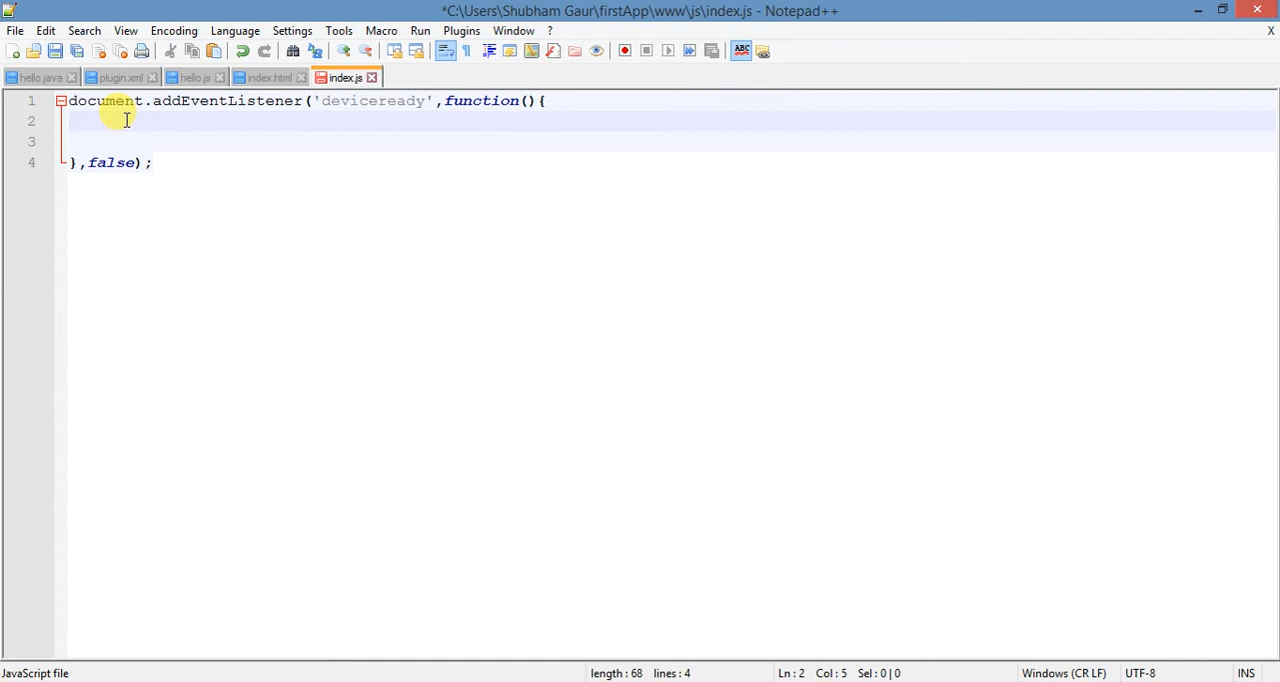 *C:\Users\Shubham Gaur\firstApp\www\js\index.js - Notepad++
File Edit Search View Encoding Language Settings Tools Macro Run Plugins Window ? X
ABC
hello.java plugin.xml hello.js index.html index.js
1 document.addEventListener('deviceready',function(){
2
3
4 },false);
JavaScript file length : 68 lines : 4 Ln : 2 Col : 5 Sel : 0 | 0 Windows (CR LF) UTF-8 INS